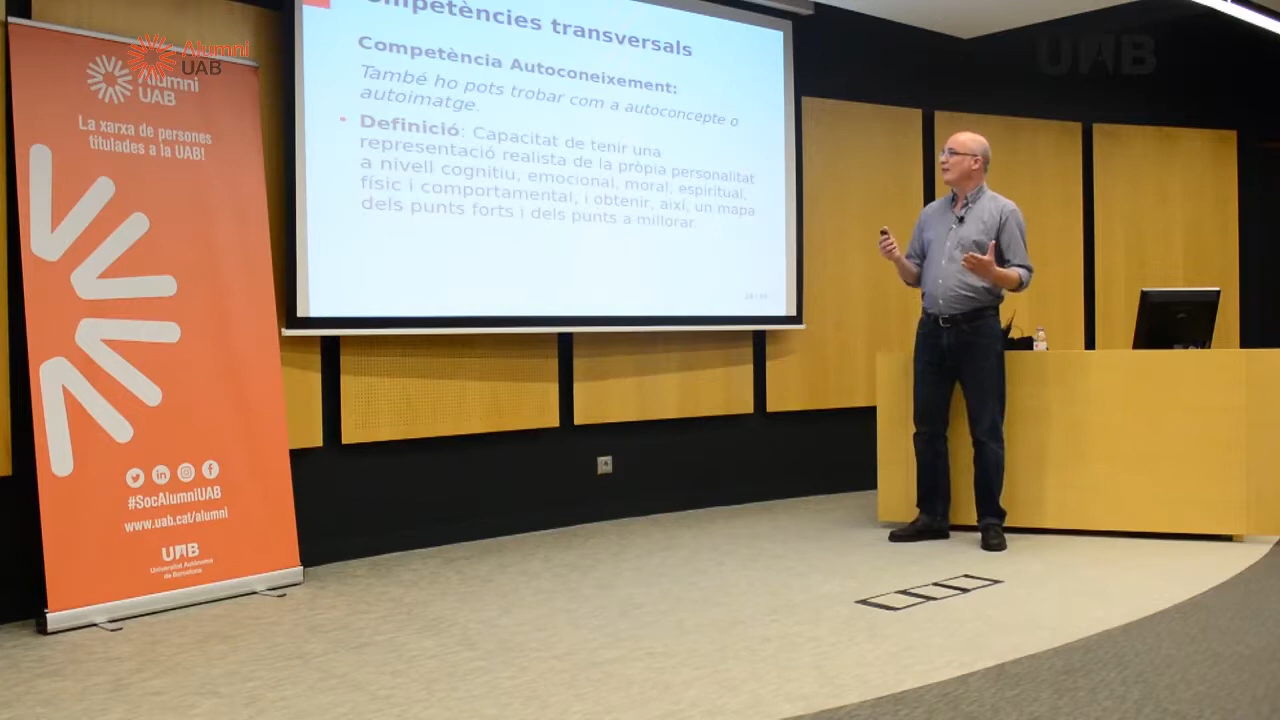 Alumni
UAB
Alumni
UAB
La xarxa de persones
titulades a la UAB!
#SocAlumniUAB
www.uab.cat/alumni
UAB
Universitat Autònoma
de Barcelona
competències transversals
Competència Autoconeixement:
També ho pots trobar com a autoconcepte o
autoimatge.
• Definició: Capacitat de tenir una
representació realista de la pròpia personalitat
a nivell cognitiu, emocional, moral, espiritual,
físic i comportamental, i obtenir, així, un mapa
dels punts forts i dels punts a millorar.
UAB